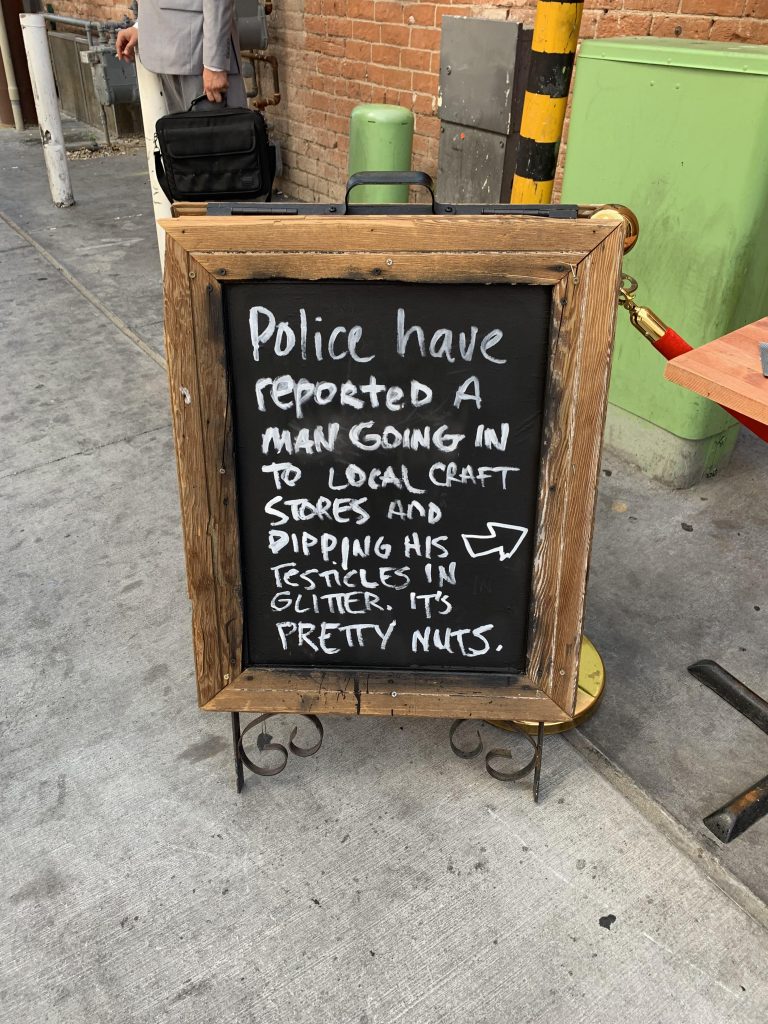 Police have
reported A
MAN GOING IN
TO LOCAL CRAFT
STORES AND
DIPPING HIS
TESTICLES IN
GLITTER. IT'S
PRETTY NUTS.